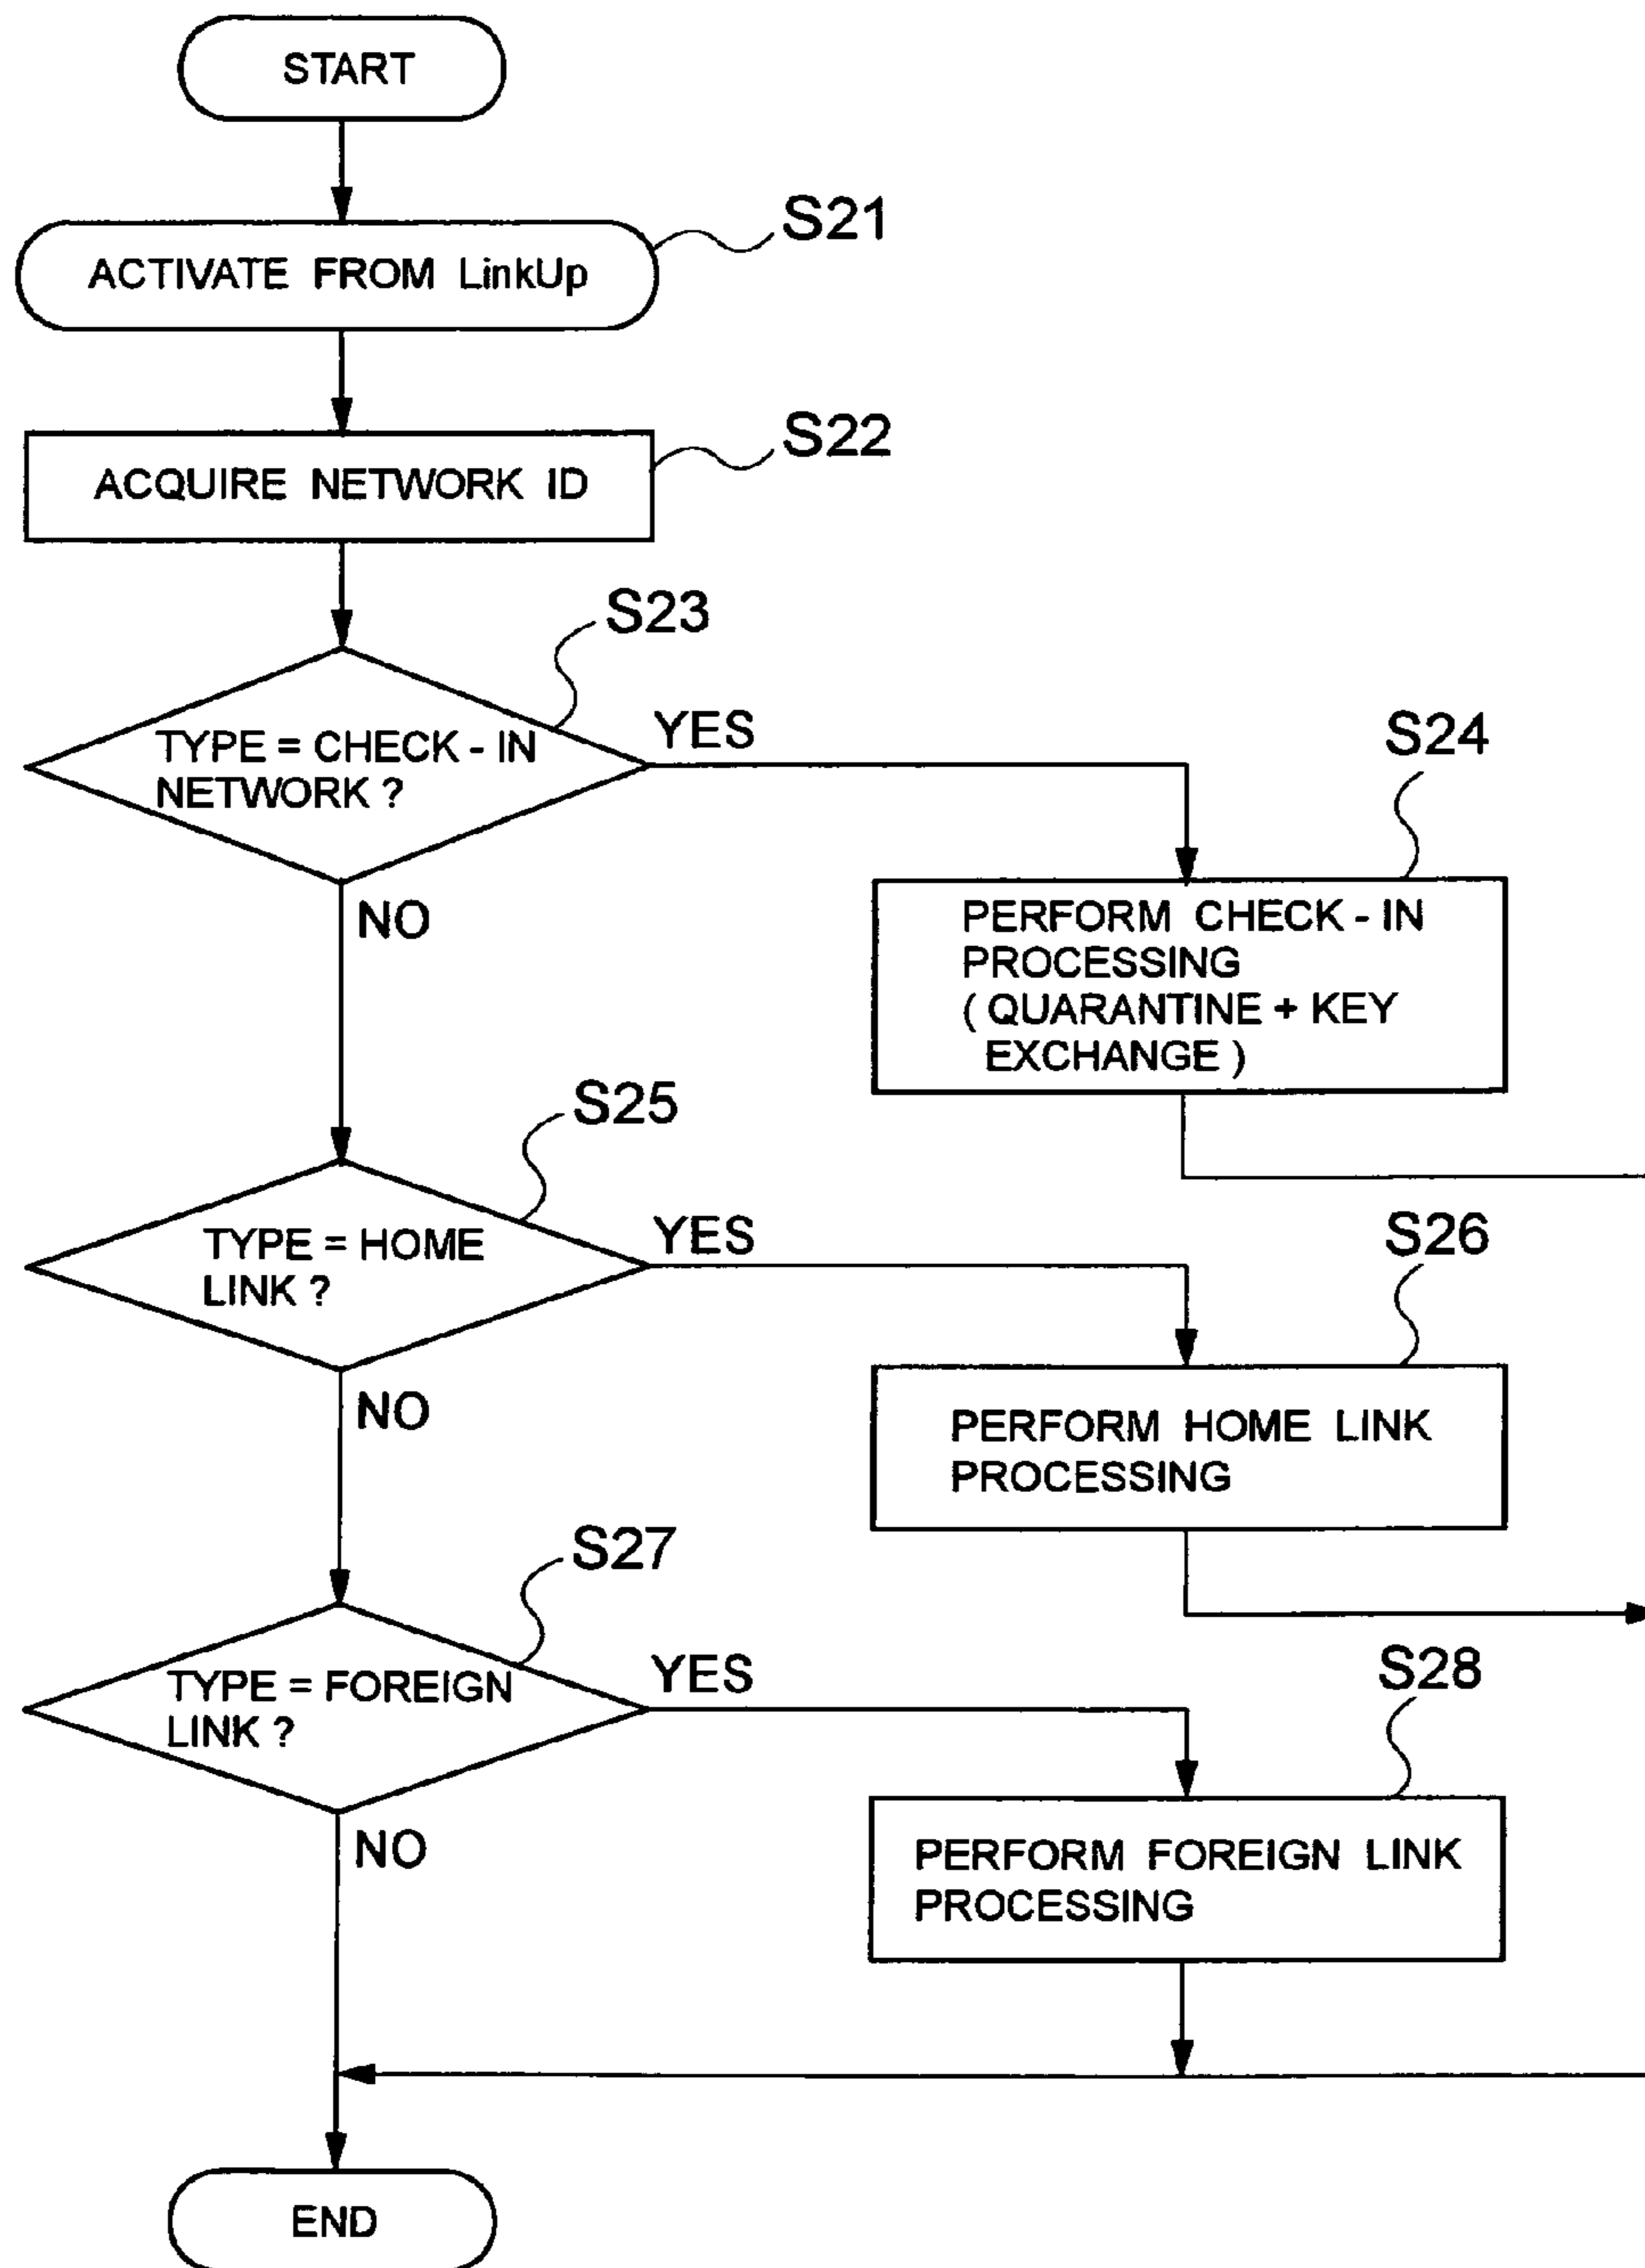 START
ACTIVATE FROM LinkUp
S21
ACQUIRE NETWORK ID
S22
S23
TYPE = CHECK - IN
NETWORK ?
YES
NO
S24
PERFORM CHECK - IN
PROCESSING
( QUARANTINE + KEY
EXCHANGE )
S25
TYPE = HOME
LINK ?
YES
NO
S26
PERFORM HOME LINK
PROCESSING
S27
TYPE = FOREIGN
LINK ?
YES
NO
S28
PERFORM FOREIGN LINK
PROCESSING
END